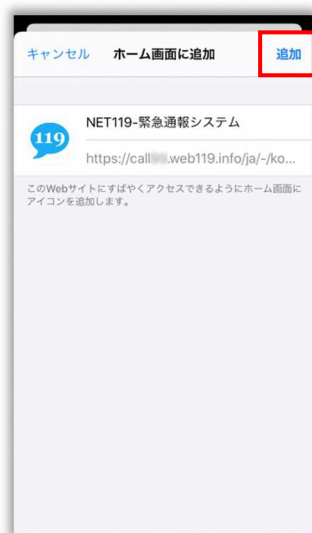 キャンセル ホーム画面に追加 追加
119
NET119-緊急通報システム
https://call .web119.info/ja/-/ko...
このWebサイトにすばやくアクセスできるようにホーム画面に
アイコンを追加します。